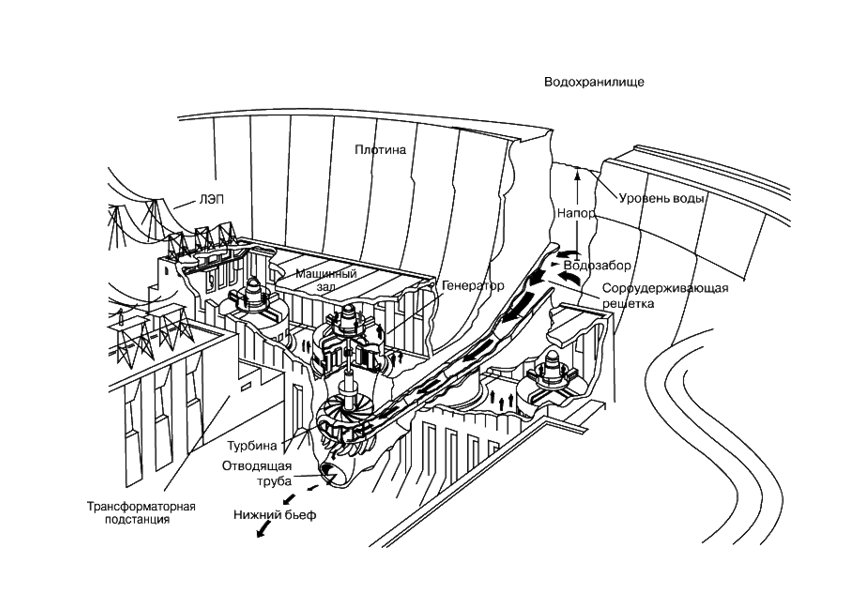 Водохранилище
Плотина
ЛЭП
Уровень воды
Напор
Водозабор
Машинный
зал
Генератор
Сороудерживающая
решетка
Турбина
Отводящая
труба
Трансформаторная
подстанция
Нижний бьеф